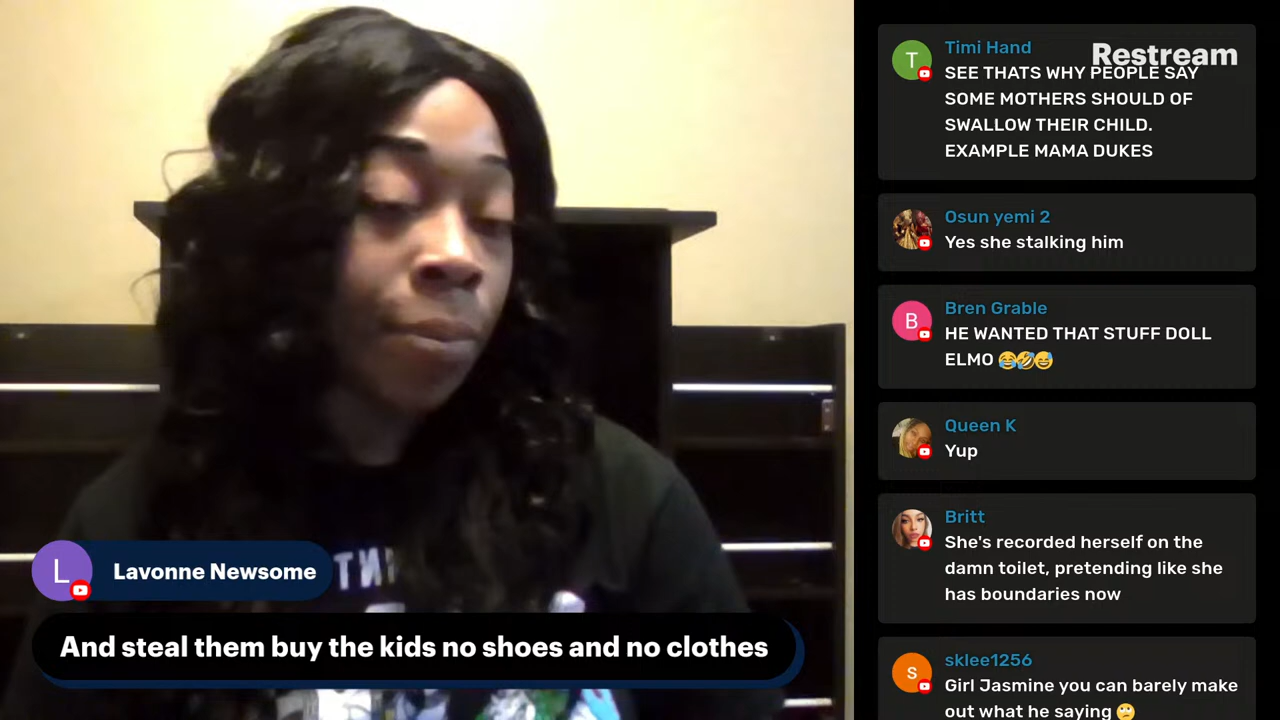 Restream
Timi Hand
SEE THATS WHY PEOPLE SAY
SOME MOTHERS SHOULD OF
SWALLOW THEIR CHILD.
EXAMPLE MAMA DUKES
Osun yemi 2
Yes she stalking him
Bren Grable
HE WANTED THAT STUFF DOLL
ELMO 😂🤣😅
Queen K
Yup
Britt
She's recorded herself on the
damn toilet, pretending like she
has boundaries now
sklee1256
Girl Jasmine you can barely make
out what he saying 🙄
T
B
S
L
Lavonne Newsome
And steal them buy the kids no shoes and no clothes